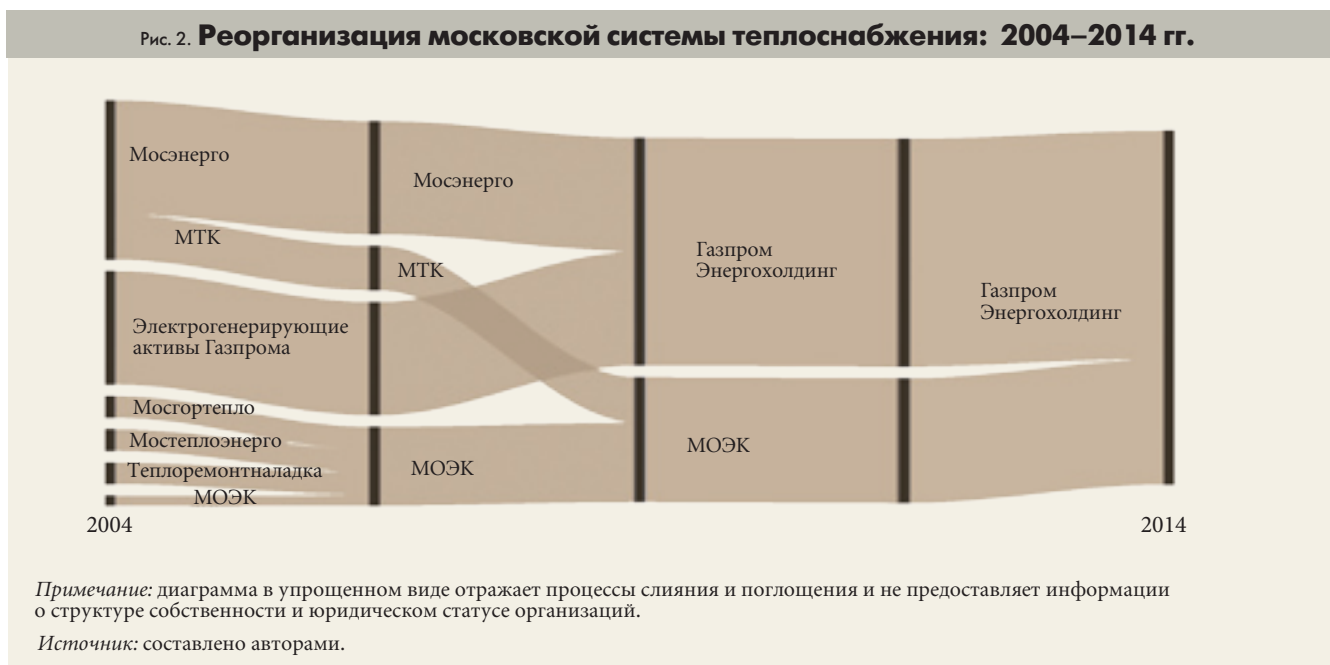 Рис. 2. Реорганизация московской системы теплоснабжения: 2004–2014 гг.
Мосэнерго
МТК
Электрогенерирующие
активы Газпрома
Мосгортепло
Мостеплоэнерго
Теплоремонтналадка
МОЭК
Мосэнерго
МТК
МОЭК
Газпром
Энергохолдинг
МОЭК
Газпром
Энергохолдинг
2004
2014
Примечание: диаграмма в упрощенном виде отражает процессы слияния и поглощения и не предоставляет информации
о структуре собственности и юридическом статусе организаций.
Источник: составлено авторами.